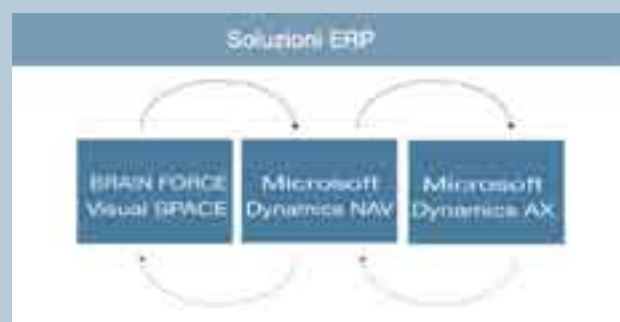 Soluzioni ERP
BRAIN FORCE
Visual SPACE
Microsoft
Dynamics NAV
Microsoft
Dynamics AX